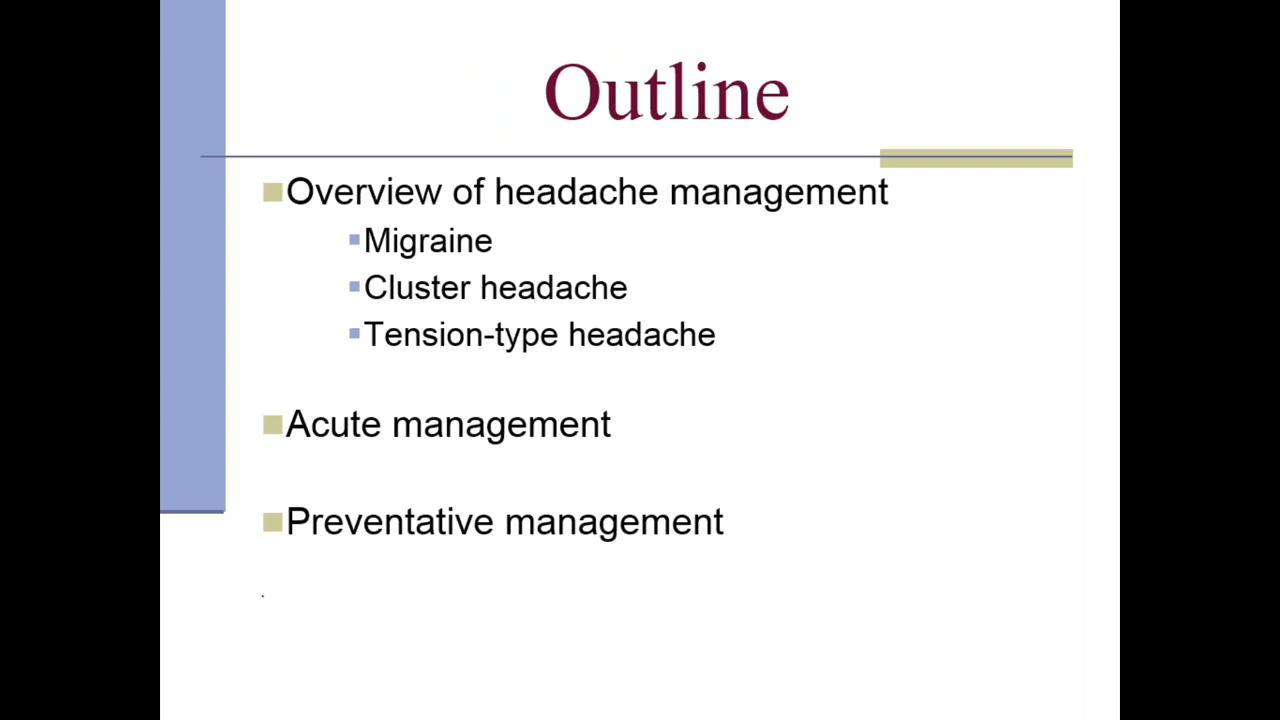 Outline
Overview of headache management
Migraine
Cluster headache
Tension-type headache
Acute management
Preventative management
.